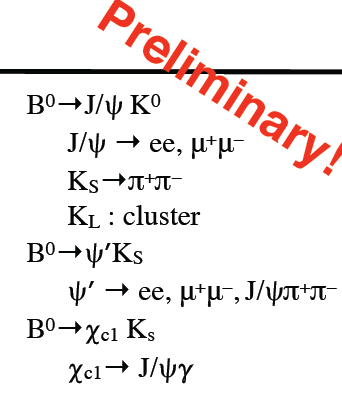 Preliminary!
B⁰→J/ψ K⁰
J/ψ → ee, μ⁺μ⁻
K_S→π⁺π⁻
K_L : cluster
B⁰→ψ′K_S
ψ′ → ee, μ⁺μ⁻, J/ψπ⁺π⁻
B⁰→χ_c1 K_s
χ_c1→ J/ψγ